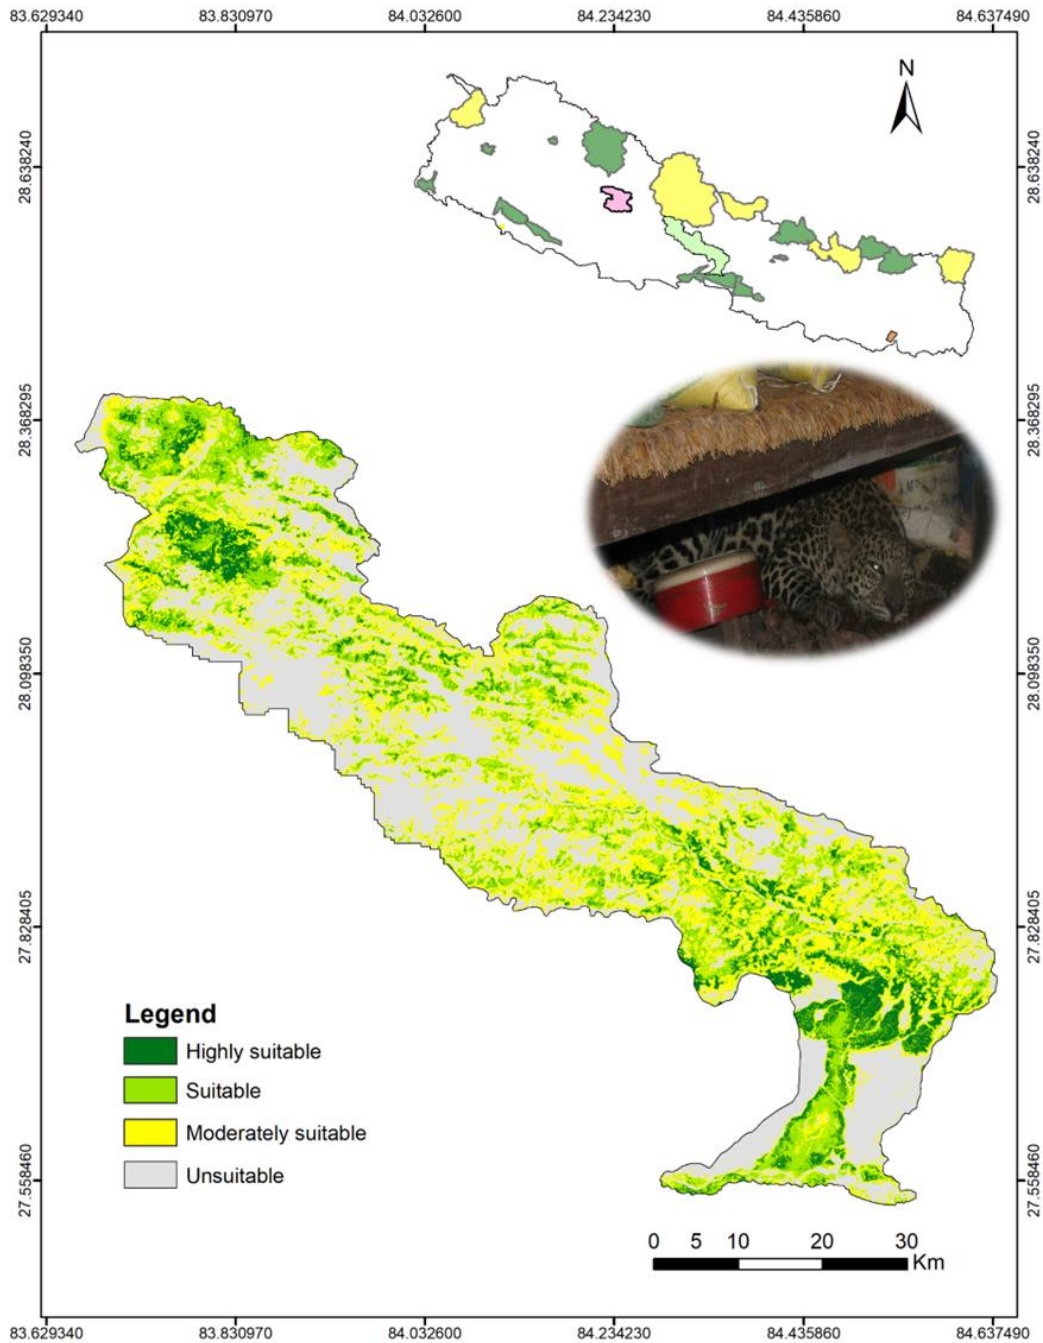 83.629340 83.830970 84.032600 84.234230 84.435860 84.637490
N
28.638240 28.638240
28.368295 28.368295
28.098350 28.098350
27.828405 27.828405
Legend
Highly suitable
Suitable
Moderately suitable
Unsuitable
27.558460 27.558460
0 5 10 20 30
Km
83.629340 83.830970 84.032600 84.234230 84.435860 84.637490